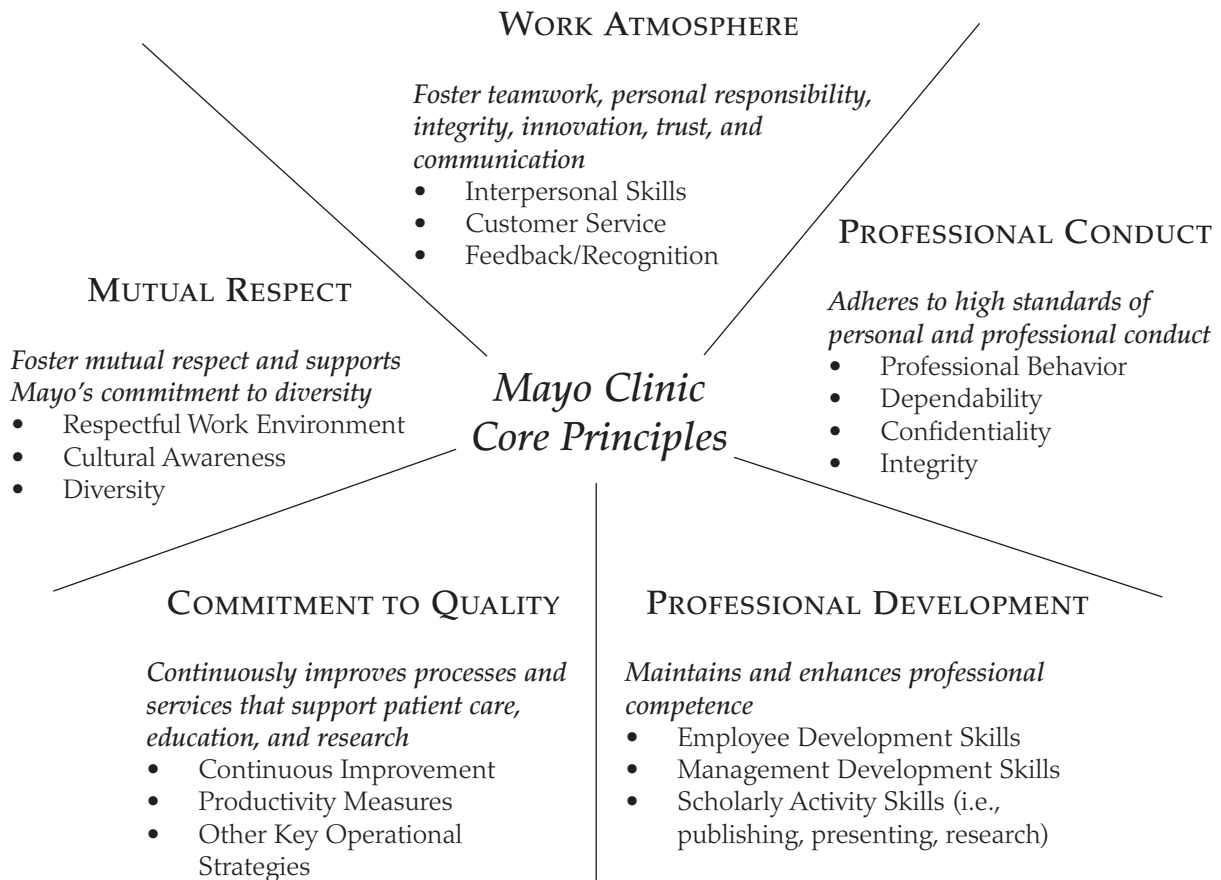 WORK ATMOSPHERE
Foster teamwork, personal responsibility,
integrity, innovation, trust, and
communication
• Interpersonal Skills
• Customer Service
• Feedback/Recognition
PROFESSIONAL CONDUCT
Adheres to high standards of
personal and professional conduct
• Professional Behavior
• Dependability
• Confidentiality
• Integrity
MUTUAL RESPECT
Foster mutual respect and supports
Mayo's commitment to diversity
• Respectful Work Environment
• Cultural Awareness
• Diversity
Mayo Clinic
Core Principles
COMMITMENT TO QUALITY
Continuously improves processes and
services that support patient care,
education, and research
• Continuous Improvement
• Productivity Measures
• Other Key Operational
Strategies
PROFESSIONAL DEVELOPMENT
Maintains and enhances professional
competence
• Employee Development Skills
• Management Development Skills
• Scholarly Activity Skills (i.e.,
publishing, presenting, research)